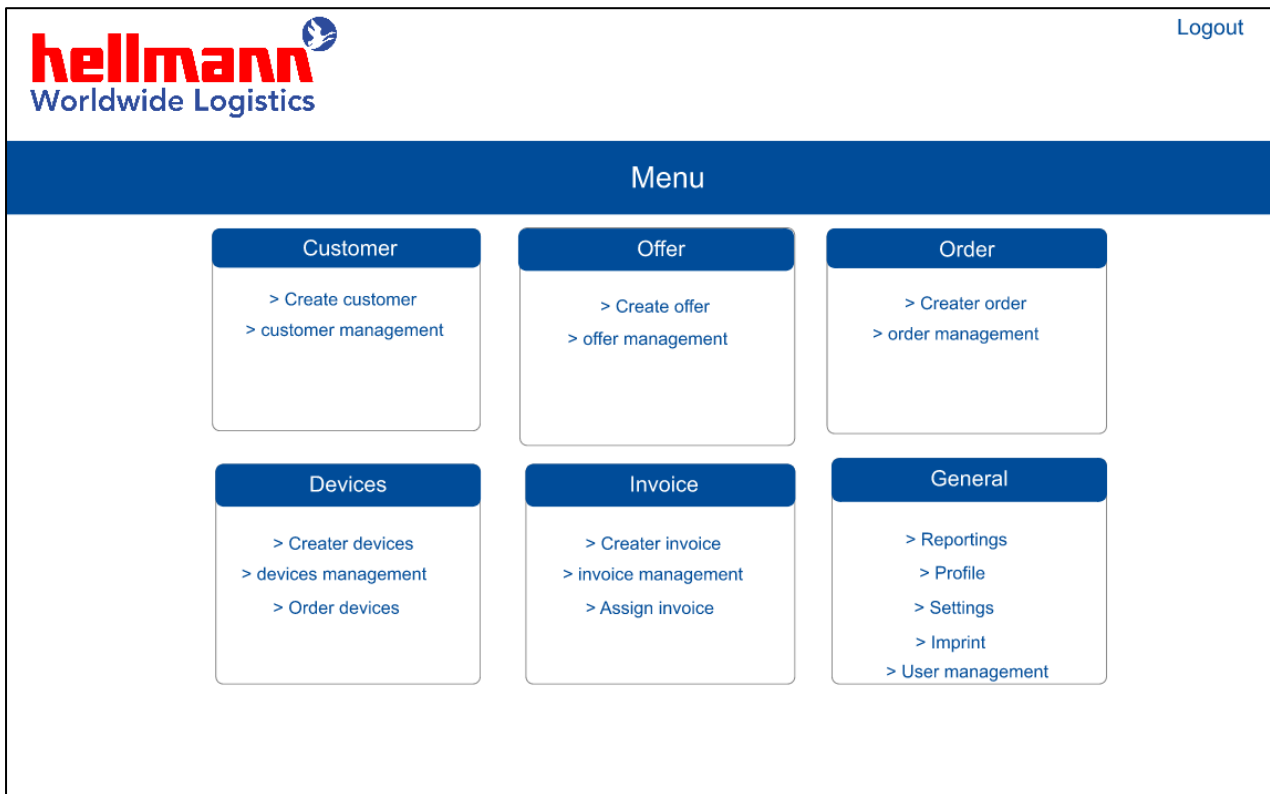 hellmann
Worldwide Logistics
Logout
Menu
Customer
> Create customer
> customer management
Offer
> Create offer
> offer management
Order
> Creater order
> order management
Devices
> Creater devices
> devices management
> Order devices
Invoice
> Creater invoice
> invoice management
> Assign invoice
General
> Reportings
> Profile
> Settings
> Imprint
> User management